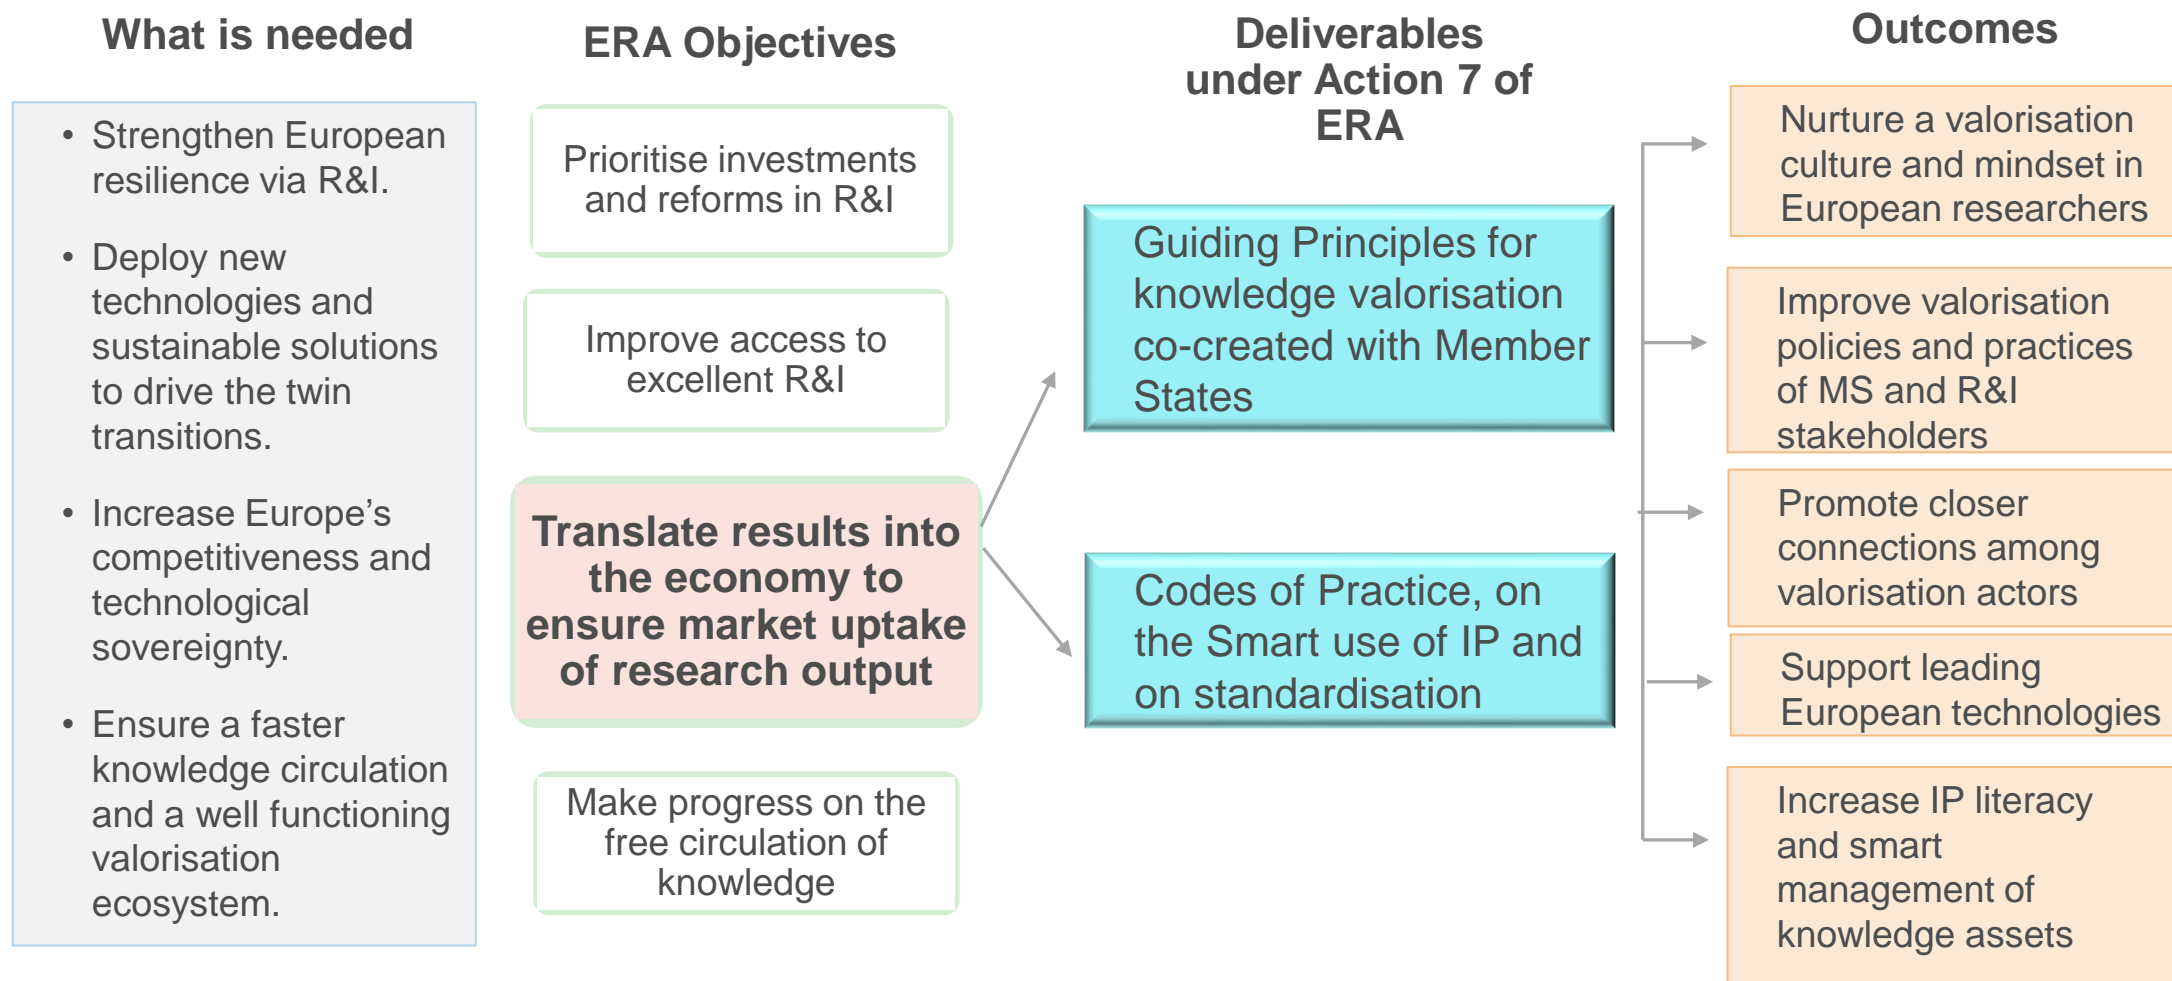 What is needed
• Strengthen European
resilience via R&I.
• Deploy new
technologies and
sustainable solutions
to drive the twin
transitions.
• Increase Europe’s
competitiveness and
technological
sovereignty.
• Ensure a faster
knowledge circulation
and a well functioning
valorisation
ecosystem.
ERA Objectives
Prioritise investments
and reforms in R&I
Improve access to
excellent R&I
Translate results into
the economy to
ensure market uptake
of research output
Make progress on the
free circulation of
knowledge
Deliverables
under Action 7 of
ERA
Guiding Principles for
knowledge valorisation
co-created with Member
States
Codes of Practice, on
the Smart use of IP and
on standardisation
Outcomes
Nurture a valorisation
culture and mindset in
European researchers
Improve valorisation
policies and practices
of MS and R&I
stakeholders
Promote closer
connections among
valorisation actors
Support leading
European technologies
Increase IP literacy
and smart
management of
knowledge assets